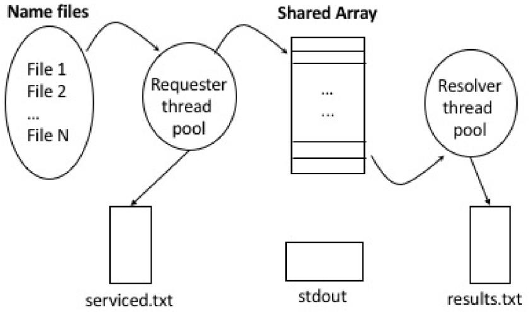 Name files
Shared Array
File 1
File 2
...
File N
Requester
thread
pool
...
...
Resolver
thread
pool
serviced.txt
stdout
results.txt